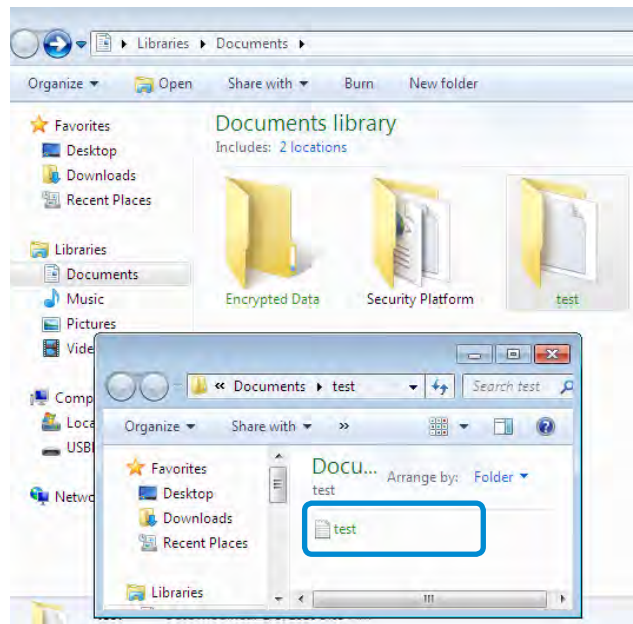 Libraries Documents
Organize Open Share with Burn New folder
Favorites
Desktop
Downloads
Recent Places
Libraries
Documents
Music
Pictures
Documents library
Includes: 2 locations
Encrypted Data Security Platform test
« Documents test Search test
Organize Share with »
Favorites
Desktop
Downloads
Recent Places
Libraries
Docu...
test
Arrange by: Folder
test